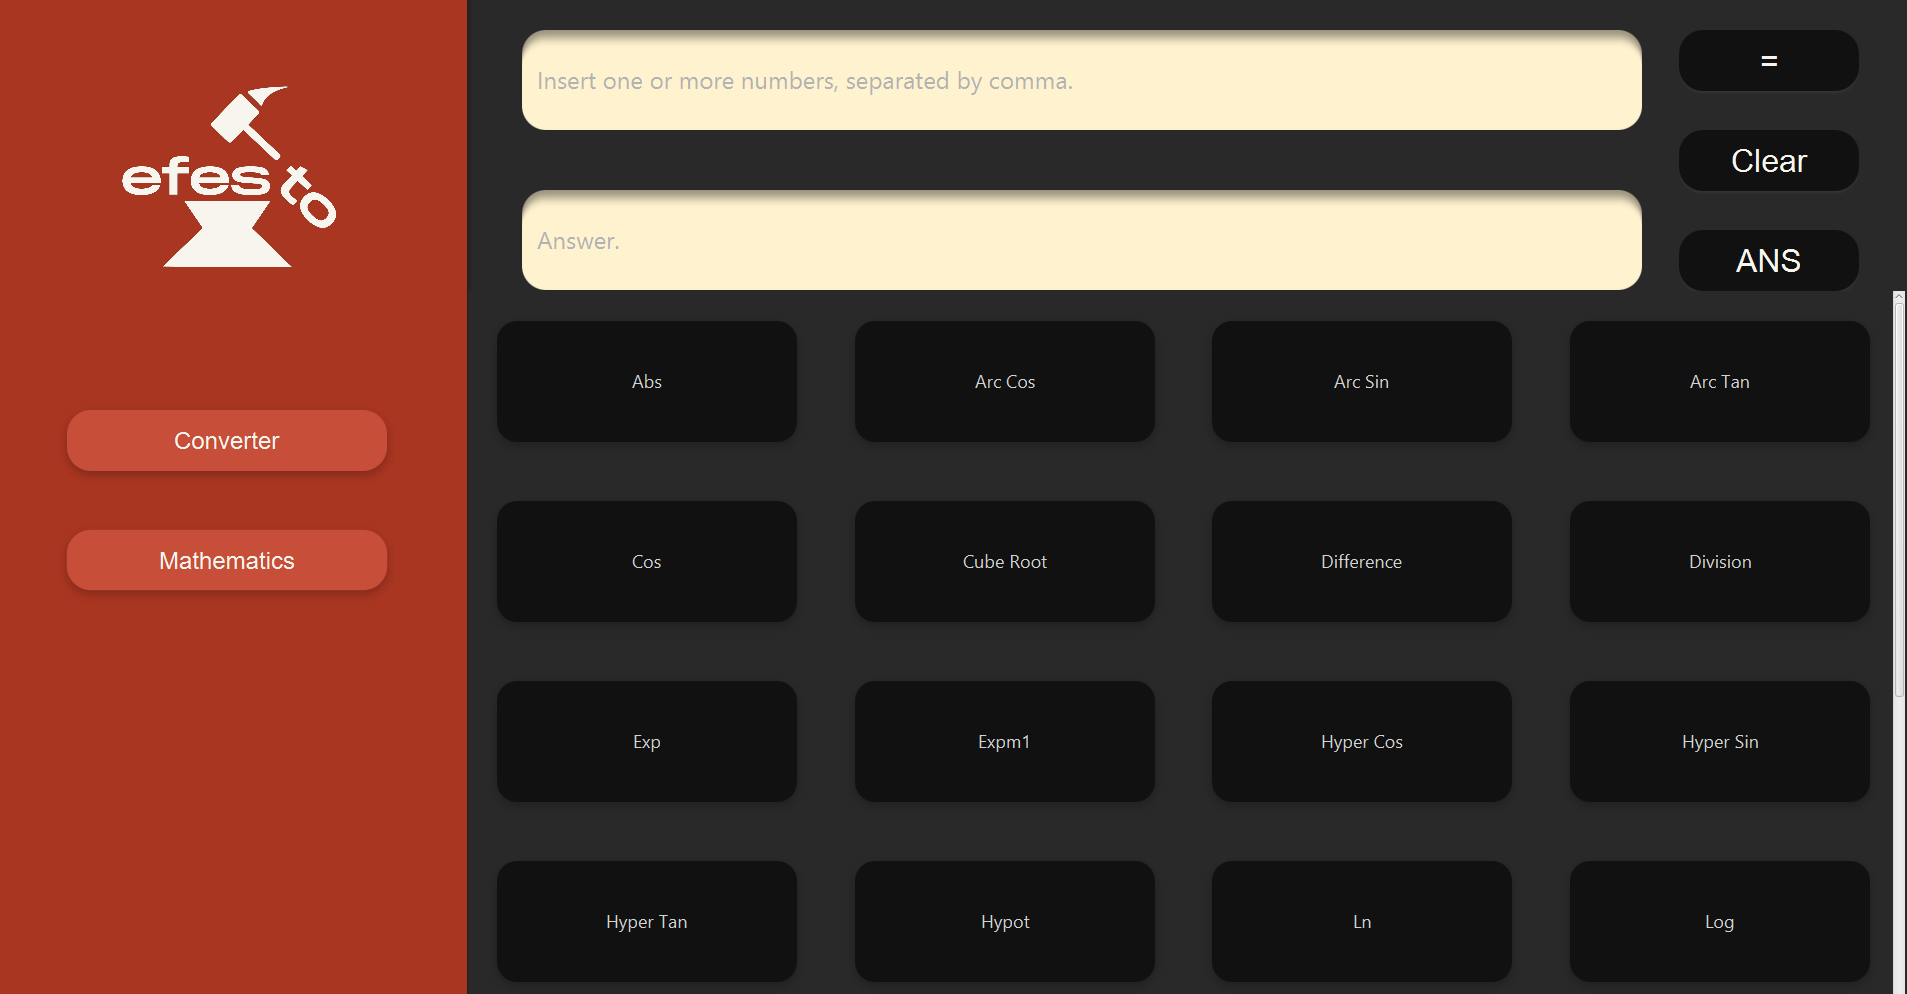 efesto
Converter
Mathematics
Insert one or more numbers, separated by comma.
Answer.
=
Clear
ANS
Abs
Arc Cos
Arc Sin
Arc Tan
Cos
Cube Root
Difference
Division
Exp
Expm1
Hyper Cos
Hyper Sin
Hyper Tan
Hypot
Ln
Log